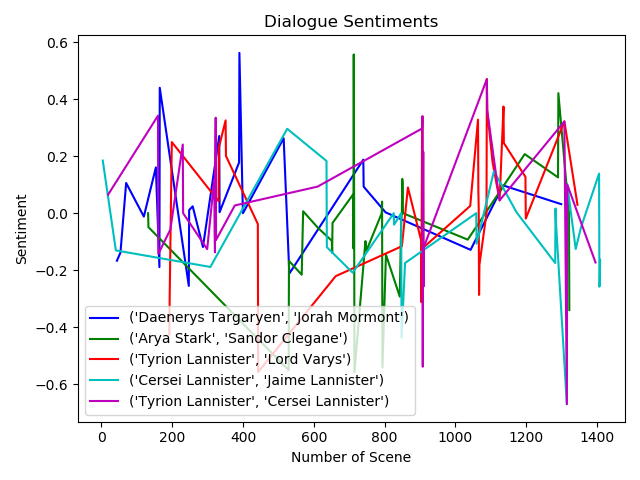 Dialogue Sentiments
0.6
0.4
0.2
0.0
−0.2
−0.4
−0.6
Sentiment
('Daenerys Targaryen', 'Jorah Mormont')
('Arya Stark', 'Sandor Clegane')
('Tyrion Lannister', 'Lord Varys')
('Cersei Lannister', 'Jaime Lannister')
('Tyrion Lannister', 'Cersei Lannister')
0 200 400 600 800 1000 1200 1400
Number of Scene